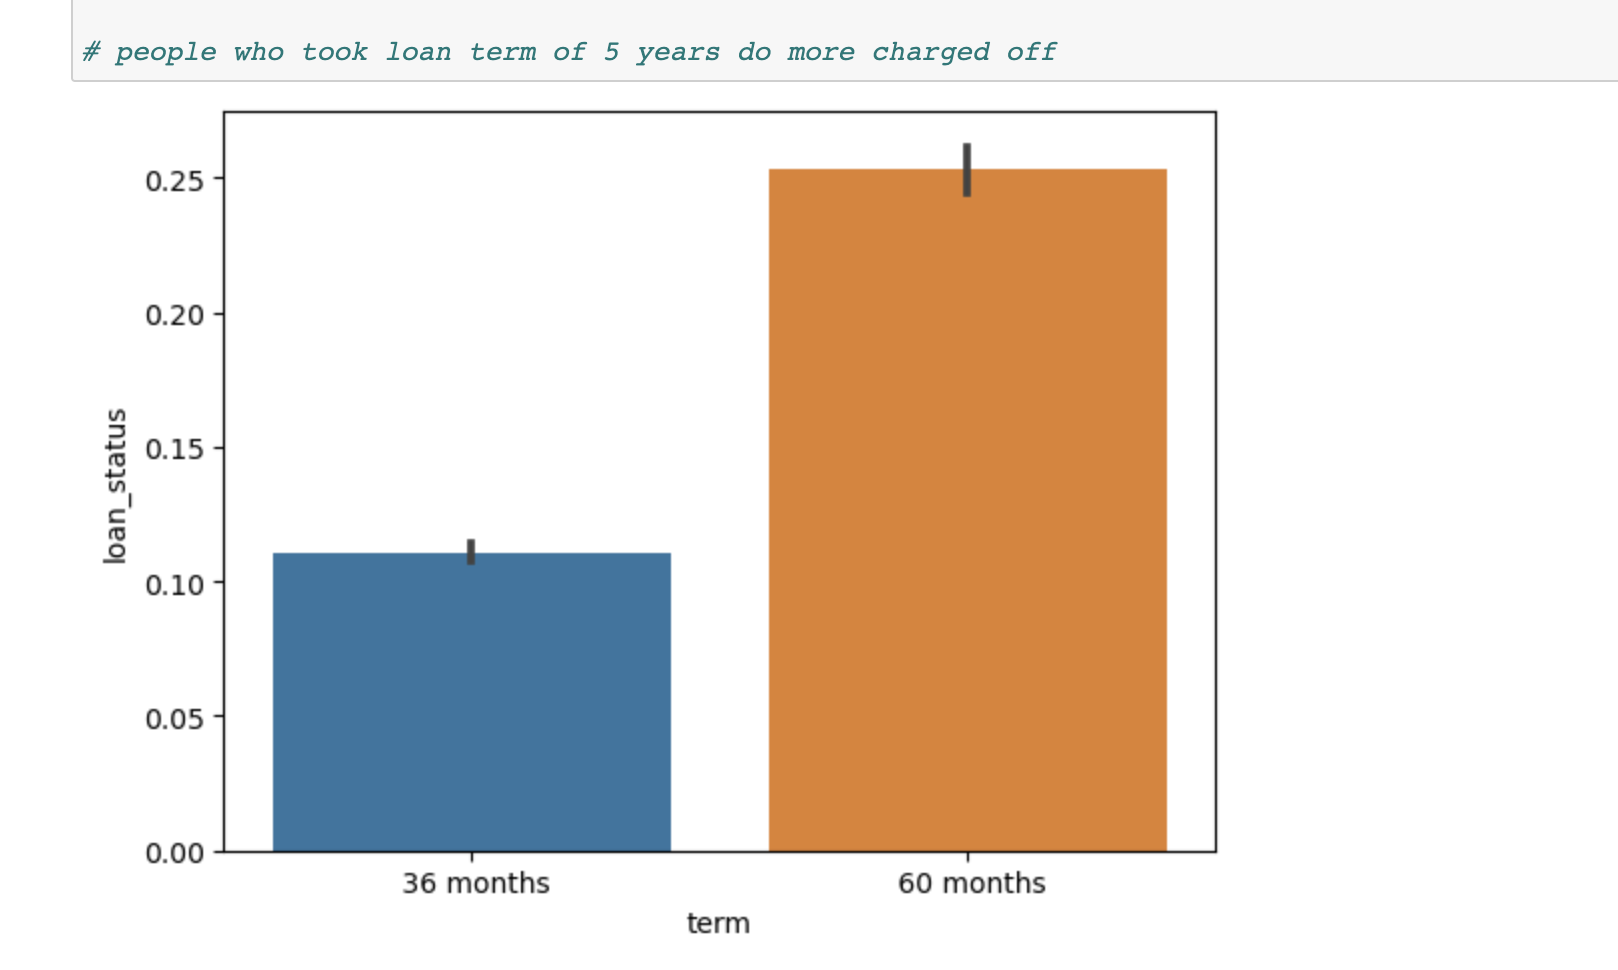 # people who took loan term of 5 years do more charged off
0.25
0.20
0.15
0.10
0.05
0.00
loan_status
36 months
60 months
term